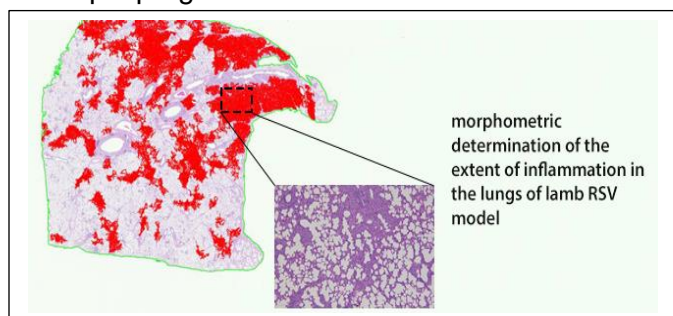 morphometric
determination of the
extent of inflammation in
the lungs of lamb RSV
model